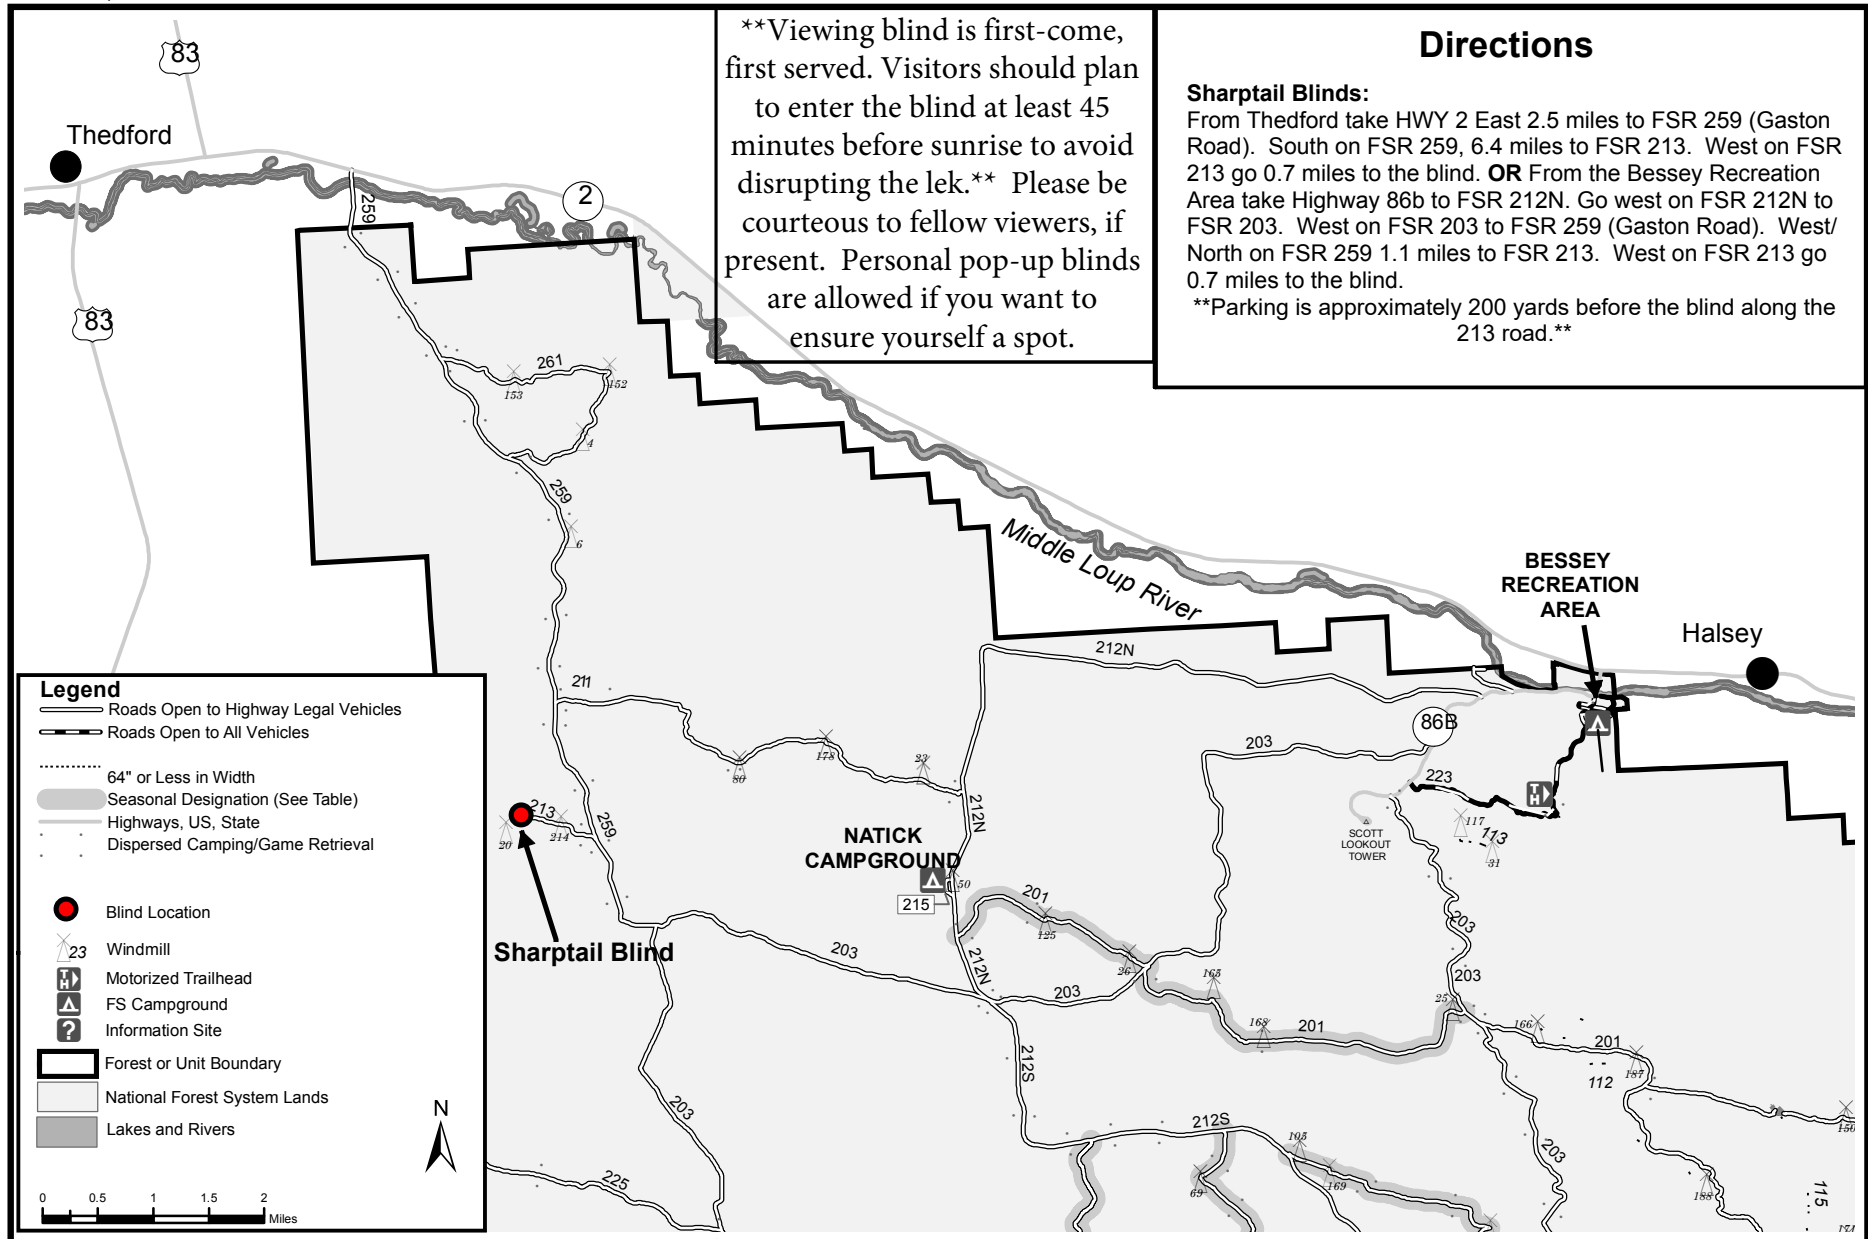 83
Thedford
83
2
**Viewing blind is first-come,
first served. Visitors should plan
to enter the blind at least 45
minutes before sunrise to avoid
disrupting the lek.** Please be
courteous to fellow viewers, if
present. Personal pop-up blinds
are allowed if you want to
ensure yourself a spot.
Directions
Sharptail Blinds:
From Thedford take HWY 2 East 2.5 miles to FSR 259 (Gaston
Road). South on FSR 259, 6.4 miles to FSR 213. West on FSR
213 go 0.7 miles to the blind. OR From the Bessey Recreation
Area take Highway 86b to FSR 212N. Go west on FSR 212N to
FSR 203. West on FSR 203 to FSR 259 (Gaston Road). West/
North on FSR 259 1.1 miles to FSR 213. West on FSR 213 go
0.7 miles to the blind.
**Parking is approximately 200 yards before the blind along the
213 road.**
259
261
153
152
4
259
6
Middle Loup River
BESSEY
RECREATION
AREA
Halsey
212N
211
86B
203
80
178
23
212N
223
TH
117
113
31
SCOTT
LOOKOUT
TOWER
213
214
20
259
NATICK
CAMPGROUND
50
215
201
125
26
203
Sharptail Blind
203
212N
203
165
168
201
203
25
166
201
187
112
150
212S
203
212S
105
169
69
203
188
115
174
225
Legend
Roads Open to Highway Legal Vehicles
Roads Open to All Vehicles
64" or Less in Width
Seasonal Designation (See Table)
Highways, US, State
Dispersed Camping/Game Retrieval
Blind Location
23 Windmill
TH Motorized Trailhead
FS Campground
? Information Site
Forest or Unit Boundary
National Forest System Lands
Lakes and Rivers
N
0 0.5 1 1.5 2
Miles